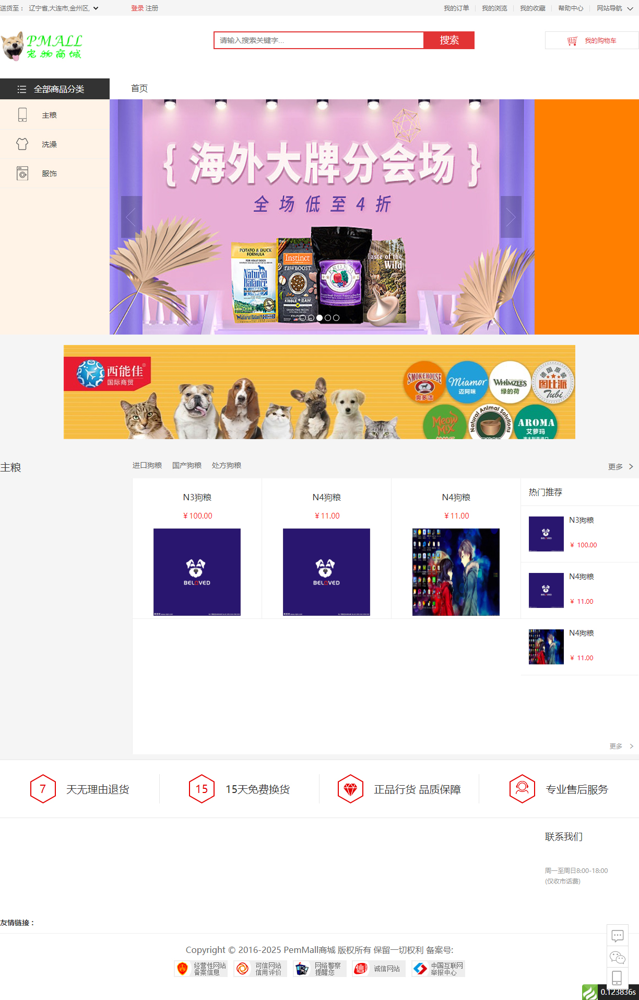 送货至： 辽宁省,大连市,金州区,
登录 注册
我的订单 我的浏览 我的收藏 帮助中心 网站导航
PMALL
宠物商城
请输入搜索关键字...
搜索
我的购物车
全部商品分类
首页
主粮
洗澡
服饰
{ 海外大牌分会场 }
全场低至4折
POTATO & DUCK
FORMULA
FOR ADULT DOGS
Natural
Balance
Instinct
RAWBOOST
KIBBLE + RAW
GRAIN-FREE RECIPE
FROMM
Taste of the
Wild
西能佳®
国际商贸
SMOKEHOUSE
爽多洁
Miamor
迈阿咪
WHIMZEES
绿的荷
德国原装
图比派
Tubi
Meow
MIX
Natural Animal Solutions
AROMA
艾萝玛
主粮
进口狗粮 国产狗粮 处方狗粮
更多
N3狗粮
¥ 100.00
BELOVED
N4狗粮
¥ 11.00
BELOVED
N4狗粮
¥ 11.00
热门推荐
N3狗粮
¥ 100.00
BELOVED
N4狗粮
¥ 11.00
BELOVED
N4狗粮
¥ 11.00
更多
7 天无理由退货
15 15天免费换货
正品行货 品质保障
专业售后服务
联系我们
周一至周日8:00-18:00
(仅收市话费)
友情链接：
Copyright © 2016-2025 PemMall商城 版权所有 保留一切权利 备案号:
经营性网站
备案信息
可信网站
信用评价
网络警察
提醒您
诚信网站
中国互联网
举报中心
0.123836s